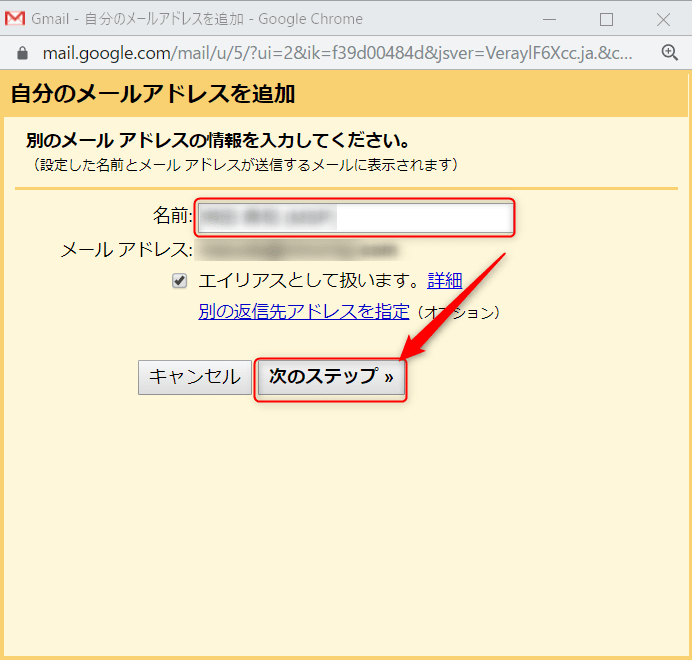 Gmail - 自分のメールアドレスを追加 - Google Chrome
mail.google.com/mail/u/5/?ui=2&ik=f39d00484d&jsver=VerayIF6Xcc.ja.&c...
自分のメールアドレスを追加
別のメール アドレスの情報を入力してください。
（設定した名前とメール アドレスが送信するメールに表示されます）
名前:
メール アドレス:
エイリアスとして扱います。詳細
別の返信先アドレスを指定（オプション）
キャンセル 次のステップ »